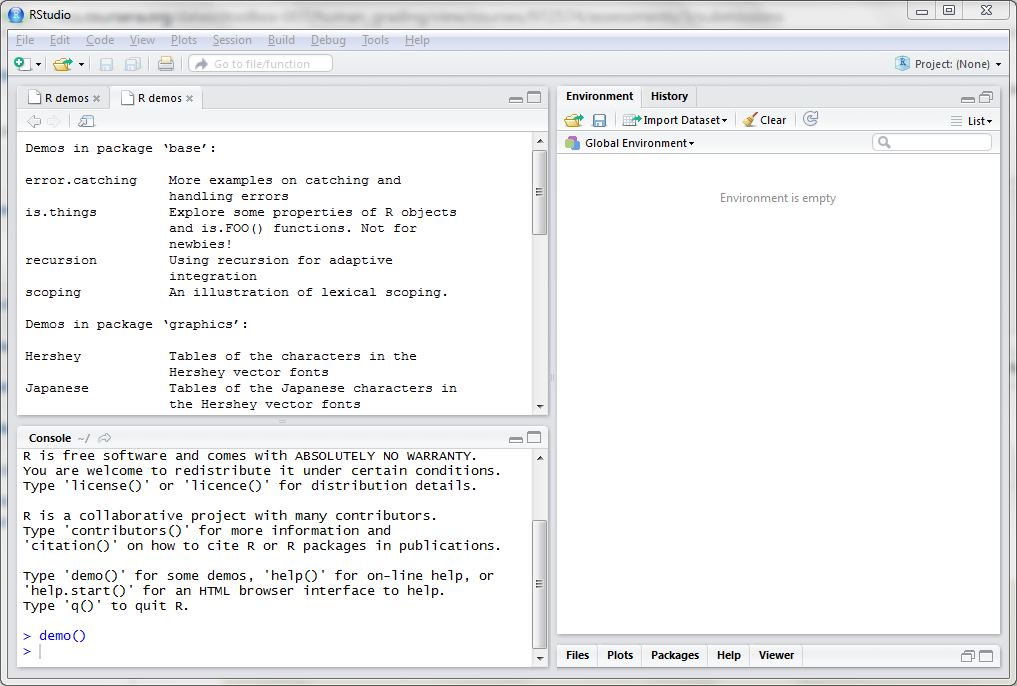 RStudio
File Edit Code View Plots Session Build Debug Tools Help
Go to file/function
Project: (None)
R demos
R demos
Demos in package ‘base’:
error.catching More examples on catching and
handling errors
is.things Explore some properties of R objects
and is.FOO() functions. Not for
newbies!
recursion Using recursion for adaptive
integration
scoping An illustration of lexical scoping.
Demos in package ‘graphics’:
Hershey Tables of the characters in the
Hershey vector fonts
Japanese Tables of the Japanese characters in
the Hershey vector fonts
Console ~/
R is free software and comes with ABSOLUTELY NO WARRANTY.
You are welcome to redistribute it under certain conditions.
Type 'license()' or 'licence()' for distribution details.
R is a collaborative project with many contributors.
Type 'contributors()' for more information and
'citation()' on how to cite R or R packages in publications.
Type 'demo()' for some demos, 'help()' for on-line help, or
'help.start()' for an HTML browser interface to help.
Type 'q()' to quit R.
> demo()
>
Environment History
Import Dataset Clear List
Global Environment
Environment is empty
Files Plots Packages Help Viewer